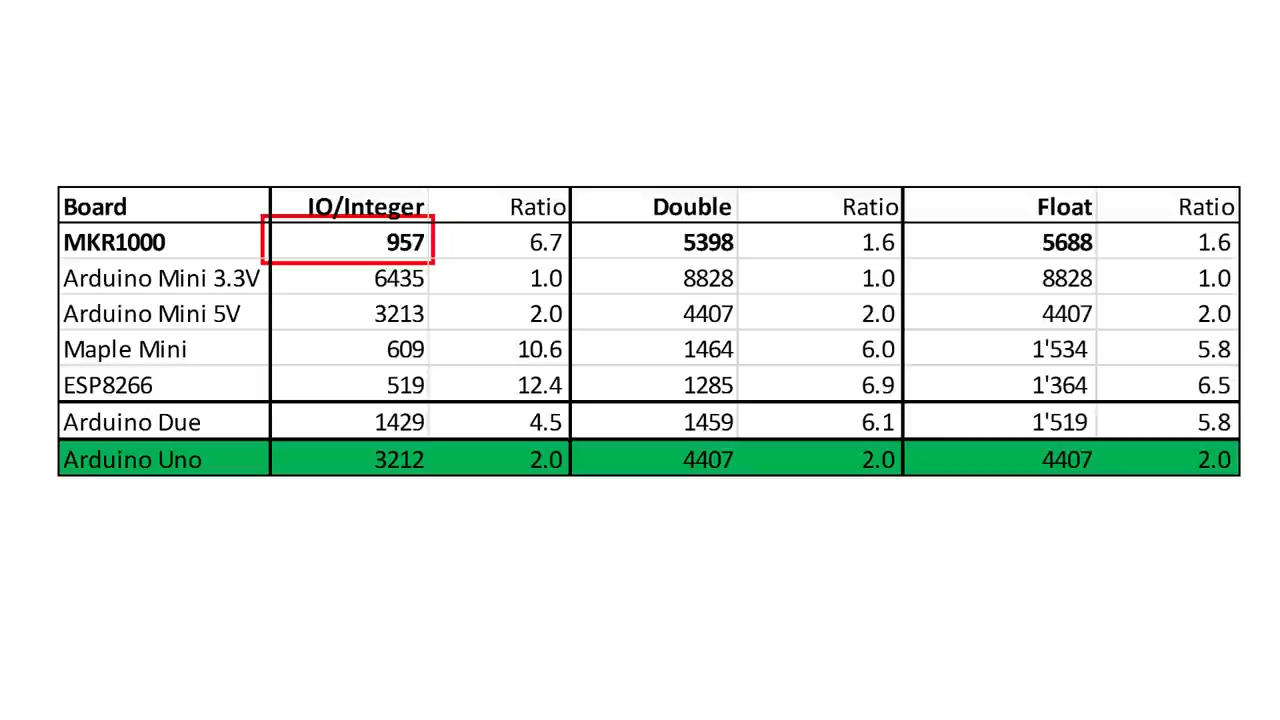 Board IO/Integer Ratio Double Ratio Float Ratio
MKR1000 957 6.7 5398 1.6 5688 1.6
Arduino Mini 3.3V 6435 1.0 8828 1.0 8828 1.0
Arduino Mini 5V 3213 2.0 4407 2.0 4407 2.0
Maple Mini 609 10.6 1464 6.0 1'534 5.8
ESP8266 519 12.4 1285 6.9 1'364 6.5
Arduino Due 1429 4.5 1459 6.1 1'519 5.8
Arduino Uno 3212 2.0 4407 2.0 4407 2.0